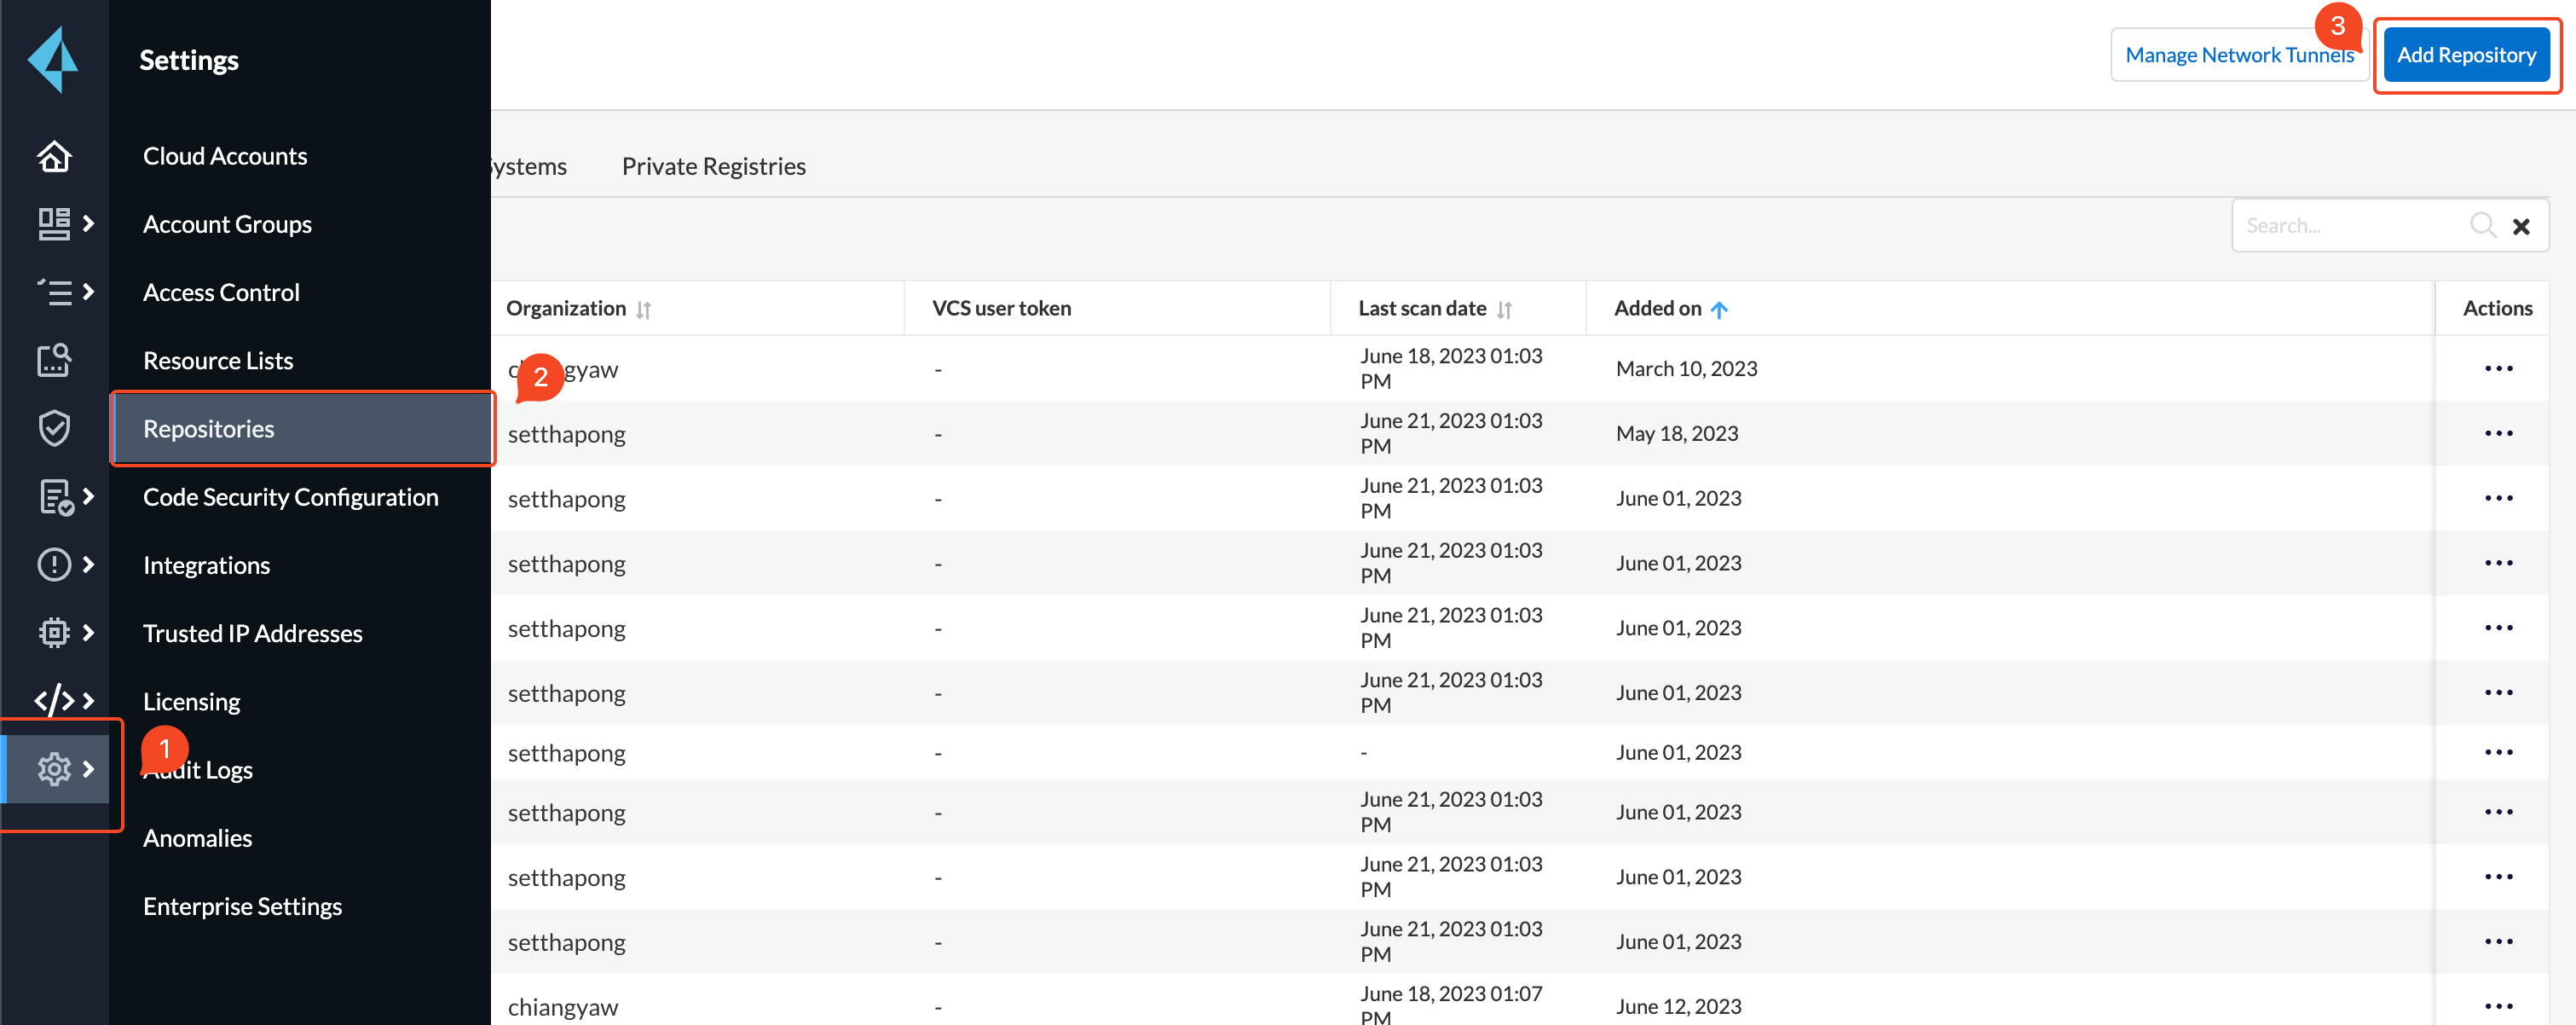 Settings
Cloud Accounts
Account Groups
Access Control
Resource Lists
Repositories
Code Security Configuration
Integrations
Trusted IP Addresses
Licensing
1
Audit Logs
Anomalies
Enterprise Settings
Manage Network Tunnels
3
Add Repository
ystems Private Registries
Search...
Organization VCS user token Last scan date Added on Actions
2
chiangyaw - June 18, 2023 01:03
PM March 10, 2023
setthapong - June 21, 2023 01:03
PM May 18, 2023
setthapong - June 21, 2023 01:03
PM June 01, 2023
setthapong - June 21, 2023 01:03
PM June 01, 2023
setthapong - June 21, 2023 01:03
PM June 01, 2023
setthapong - June 21, 2023 01:03
PM June 01, 2023
setthapong - - June 01, 2023
setthapong - June 21, 2023 01:03
PM June 01, 2023
setthapong - June 21, 2023 01:03
PM June 01, 2023
setthapong - June 21, 2023 01:03
PM June 01, 2023
chiangyaw - June 18, 2023 01:07
PM June 12, 2023